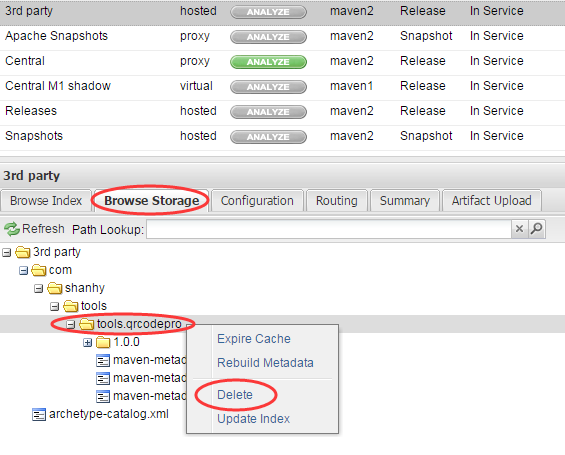 3rd party hosted ANALYZE maven2 Release In Service
Apache Snapshots proxy ANALYZE maven2 Snapshot In Service
Central proxy ANALYZE maven2 Release In Service
Central M1 shadow virtual ANALYZE maven1 Release In Service
Releases hosted ANALYZE maven2 Release In Service
Snapshots hosted ANALYZE maven2 Snapshot In Service
3rd party
Browse Index Browse Storage Configuration Routing Summary Artifact Upload
Refresh Path Lookup:
3rd party
com
shanhy
tools
tools.qrcodepro
1.0.0
maven-metad
maven-metad
maven-metad
archetype-catalog.xml
Expire Cache
Rebuild Metadata
Delete
Update Index